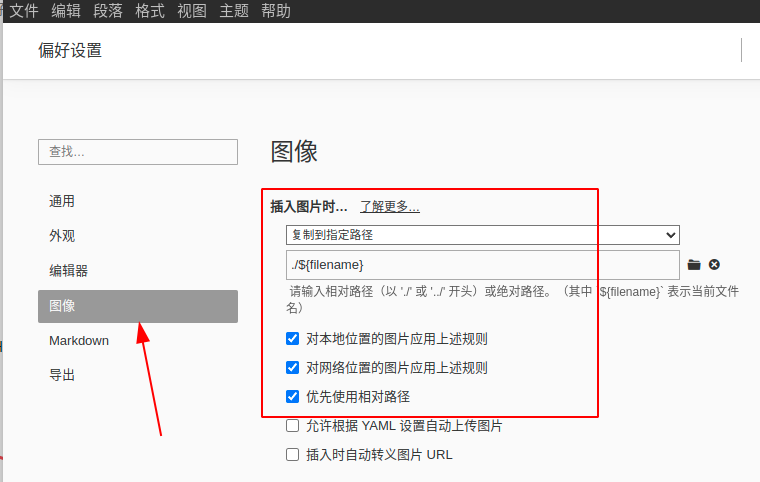 文件 编辑 段落 格式 视图 主题 帮助
偏好设置
查找…
图像
通用
外观
编辑器
图像
Markdown
导出
插入图片时… 了解更多…
复制到指定路径
./${filename}
请输入相对路径（以 './' 或 '../' 开头）或绝对路径。（其中 `${filename}` 表示当前文件
名）
对本地位置的图片应用上述规则
对网络位置的图片应用上述规则
优先使用相对路径
允许根据 YAML 设置自动上传图片
插入时自动转义图片 URL